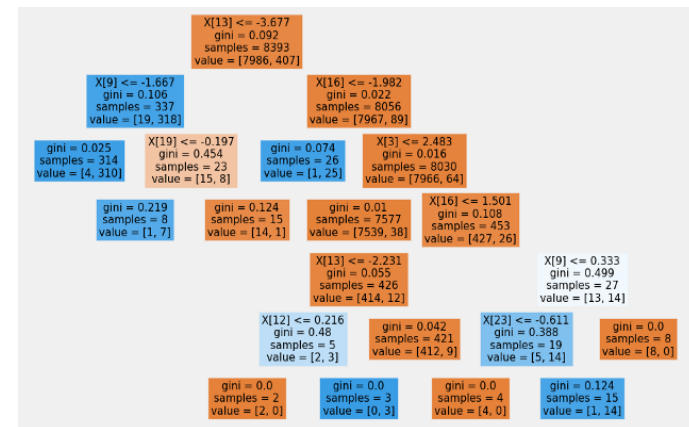 X[13] <= -3.677
gini = 0.092
samples = 8393
value = [7986, 407]
X[9] <= -1.667
gini = 0.106
samples = 337
value = [19, 318]
X[16] <= -1.982
gini = 0.022
samples = 8056
value = [7967, 89]
gini = 0.025
samples = 314
value = [4, 310]
X[19] <= -0.197
gini = 0.454
samples = 23
value = [15, 8]
gini = 0.074
samples = 26
value = [1, 25]
X[3] <= 2.483
gini = 0.016
samples = 8030
value = [7966, 64]
gini = 0.219
samples = 8
value = [1, 7]
gini = 0.124
samples = 15
value = [14, 1]
gini = 0.01
samples = 7577
value = [7539, 38]
X[16] <= 1.501
gini = 0.108
samples = 453
value = [427, 26]
X[13] <= -2.231
gini = 0.055
samples = 426
value = [414, 12]
X[9] <= 0.333
gini = 0.499
samples = 27
value = [13, 14]
X[12] <= 0.216
gini = 0.48
samples = 5
value = [2, 3]
gini = 0.042
samples = 421
value = [412, 9]
X[23] <= -0.611
gini = 0.388
samples = 19
value = [5, 14]
gini = 0.0
samples = 8
value = [8, 0]
gini = 0.0
samples = 2
value = [2, 0]
gini = 0.0
samples = 3
value = [0, 3]
gini = 0.0
samples = 4
value = [4, 0]
gini = 0.124
samples = 15
value = [1, 14]